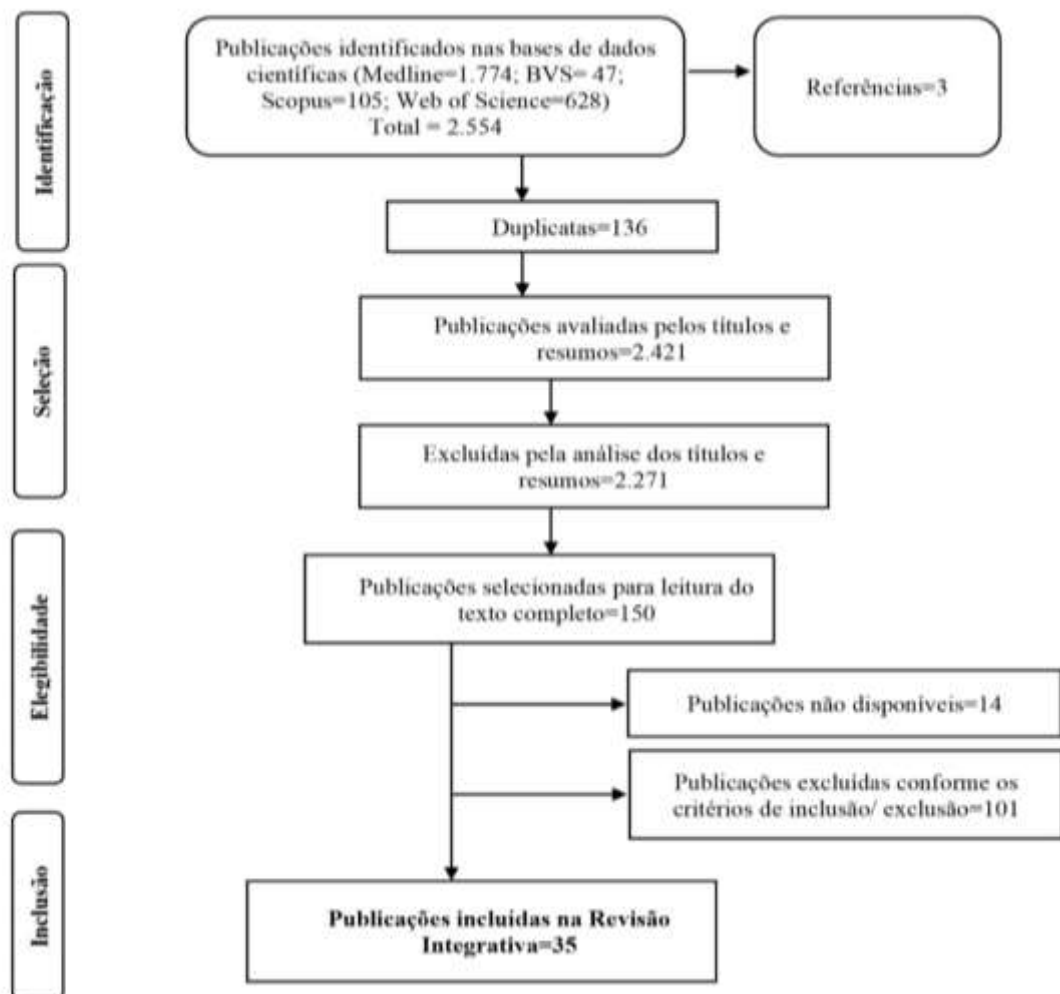 Identificação
Publicações identificados nas bases de dados
científicas (Medline=1.774; BVS= 47;
Scopus=105; Web of Science=628)
Total = 2.554
Referências=3
Duplicatas=136
Seleção
Publicações avaliadas pelos títulos e
resumos=2.421
Excluídas pela análise dos títulos e
resumos=2.271
Elegibilidade
Publicações selecionadas para leitura do
texto completo=150
Publicações não disponíveis=14
Publicações excluídas conforme os
critérios de inclusão/ exclusão=101
Inclusão
Publicações incluídas na Revisão
Integrativa=35